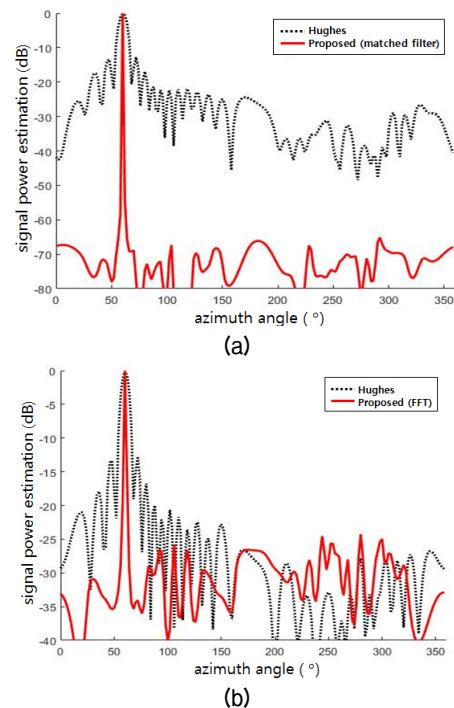 0
-10
-20
-30
-40
-50
-60
-70
-80
signal power estimation (dB)
Hughes
Proposed (matched filter)
0 50 100 150 200 250 300 350
azimuth angle ( °)
(a)
0
-5
-10
-15
-20
-25
-30
-35
-40
signal power estimation (dB)
Hughes
Proposed (FFT)
0 50 100 150 200 250 300 350
azimuth angle ( °)
(b)